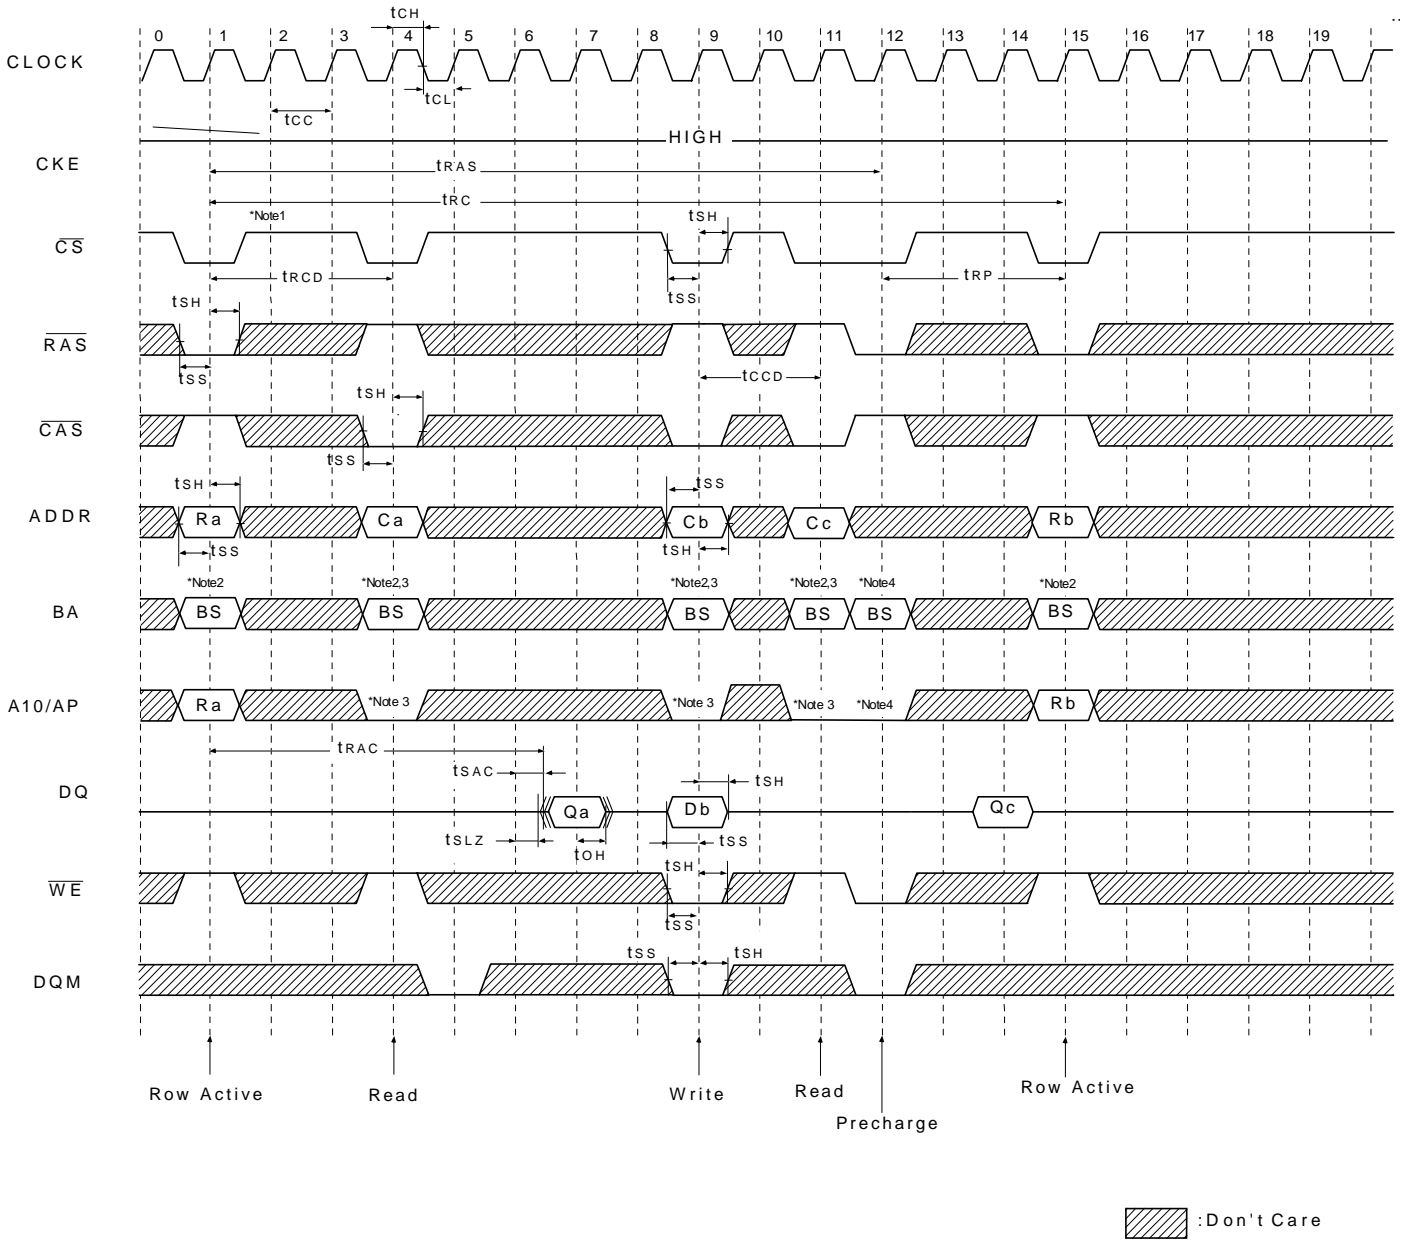 ..
tCH
0 1 2 3 4 5 6 7 8 9 10 11 12 13 14 15 16 17 18 19
CLOCK
tCL
tCC
HIGH
CKE
tRAS
tRC
*Note1
tSH
CS
tRCD
tSS
tRP
tSH
RAS
tSS
tCCD
tSH
CAS
tSS
tSH
tSS
ADDR
Ra Ca Cb Cc Rb
tSS
tSH
*Note2 *Note2,3 *Note2,3 *Note2,3 *Note4 *Note2
BA
BS BS BS BS BS BS
A10/AP
Ra *Note 3 *Note 3 *Note 3 *Note4 Rb
tRAC
tSAC
tSH
DQ
Qa Db Qc
tSLZ
tOH
tSS
tSH
WE
tSS
tSS
tSH
DQM
Row Active
Read
Write
Read
Row Active
Precharge
:Don't Care